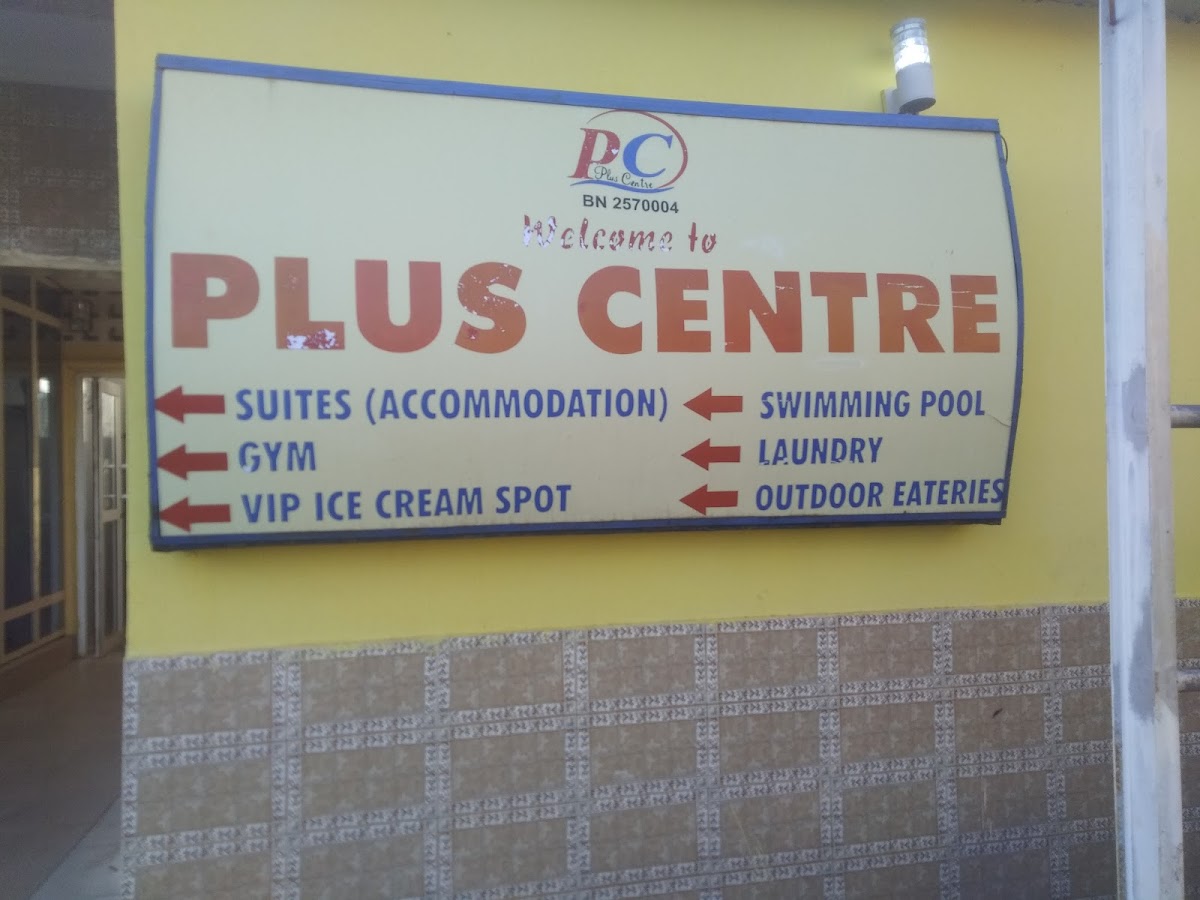 PC
Plus Centre
BN 2570004
Welcome to
PLUS CENTRE
SUITES (ACCOMMODATION)
GYM
VIP ICE CREAM SPOT
SWIMMING POOL
LAUNDRY
OUTDOOR EATERIES